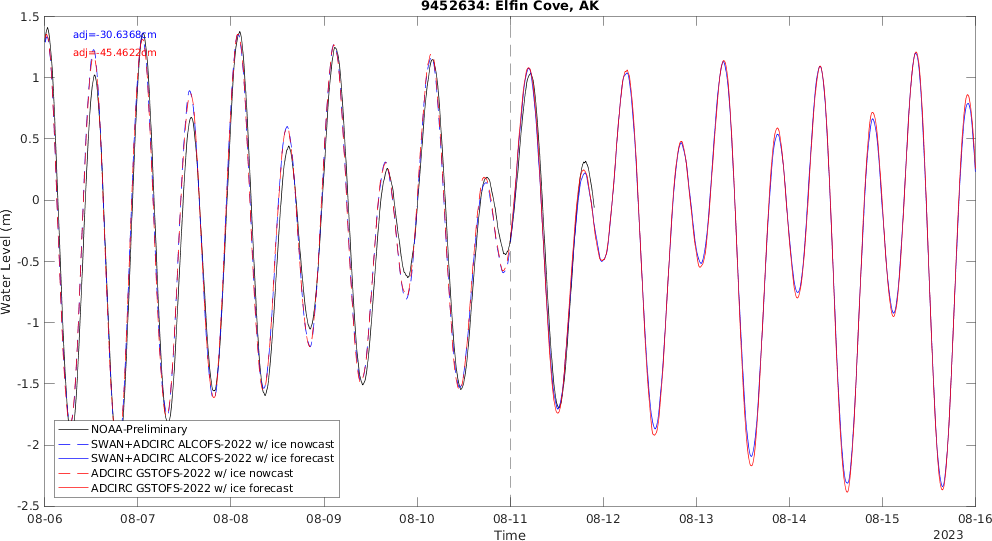 9452634: Elfin Cove, AK
adj=-30.6368cm
adj=-45.4622cm
Water Level (m)
1.5
1
0.5
0
-0.5
-1
-1.5
-2
-2.5
NOAA-Preliminary
SWAN+ADCIRC ALCOFS-2022 w/ ice nowcast
SWAN+ADCIRC ALCOFS-2022 w/ ice forecast
ADCIRC GSTOFS-2022 w/ ice nowcast
ADCIRC GSTOFS-2022 w/ ice forecast
08-06 08-07 08-08 08-09 08-10 08-11 08-12 08-13 08-14 08-15 08-16
Time
2023